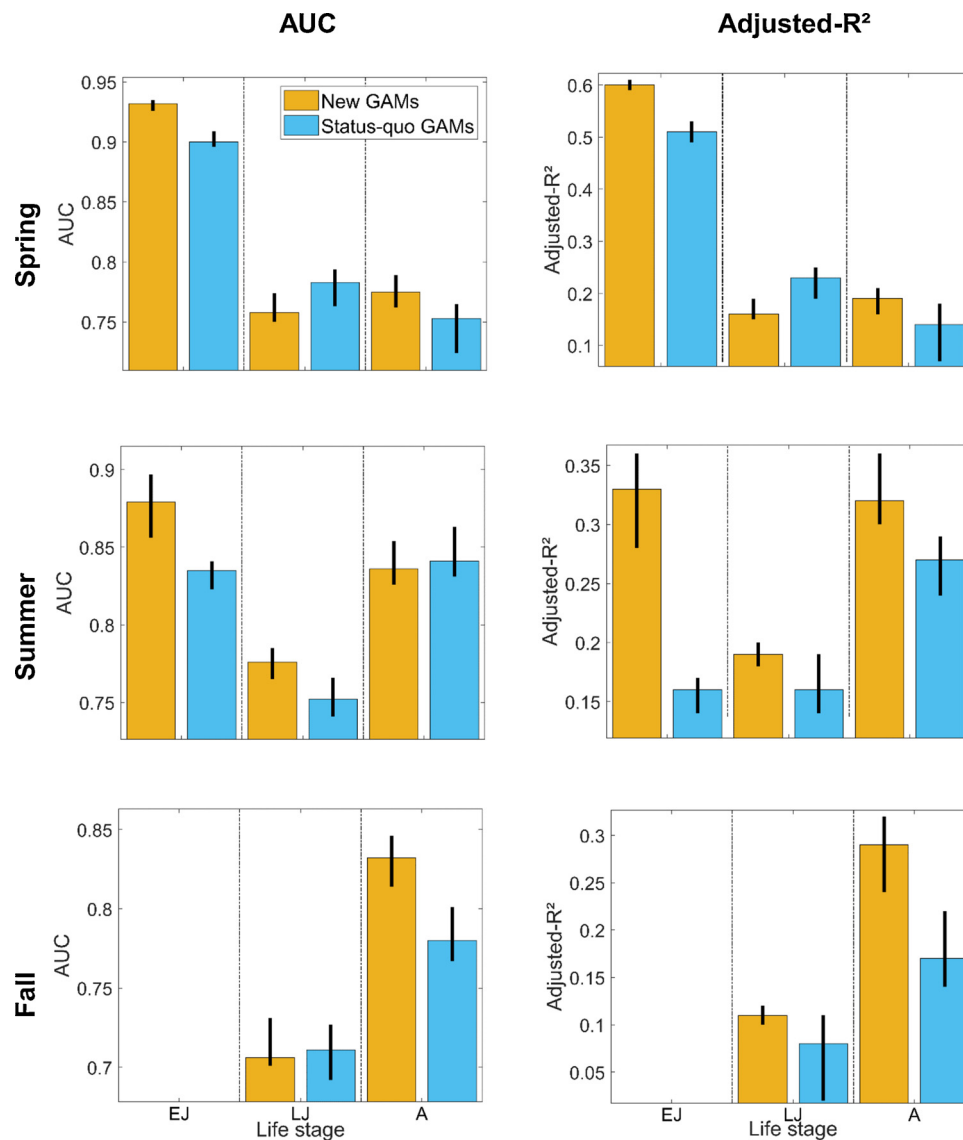 AUC
Adjusted-R²
Spring
AUC
0.95
0.9
0.85
0.8
0.75
New GAMs
Status-quo GAMs
Adjusted-R²
0.6
0.5
0.4
0.3
0.2
0.1
Summer
AUC
0.9
0.85
0.8
0.75
Adjusted-R²
0.35
0.3
0.25
0.2
0.15
Fall
AUC
0.85
0.8
0.75
0.7
EJ LJ A
Life stage
Adjusted-R²
0.3
0.25
0.2
0.15
0.1
0.05
EJ LJ A
Life stage